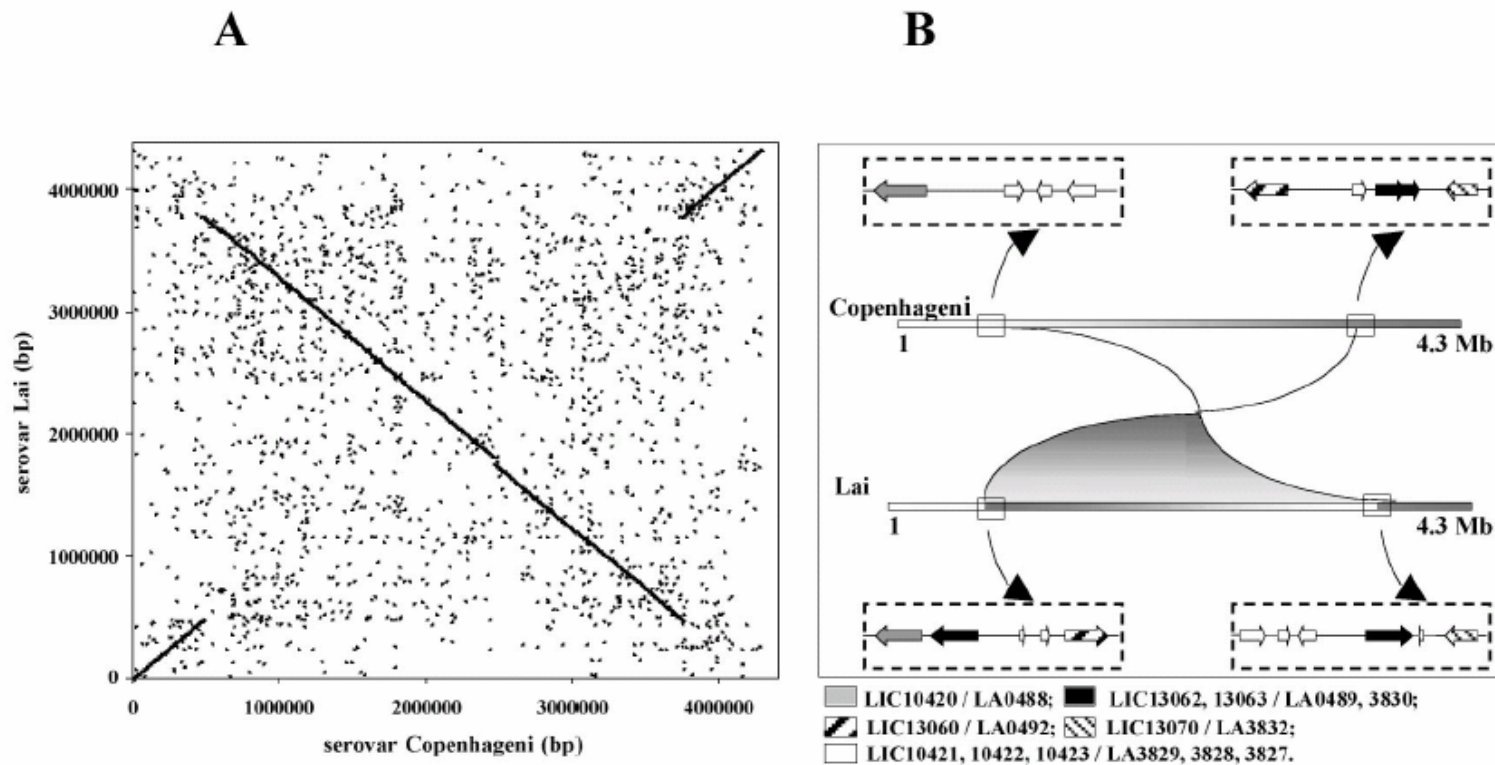 A
B
40000000
3000000
2000000
1000000
0
serovar Lai (bp)
0
1000000
2000000
3000000
4000000
serovar Copenhageni (bp)
Copenhageni
1
4.3 Mb
Lai
1
4.3 Mb
LIC10420 / LA0488; LIC13062, 13063 / LA0489, 3830;
LIC13060 / LA0492; LIC13070 / LA3832;
LIC10421, 10422, 10423 / LA3829, 3828, 3827.